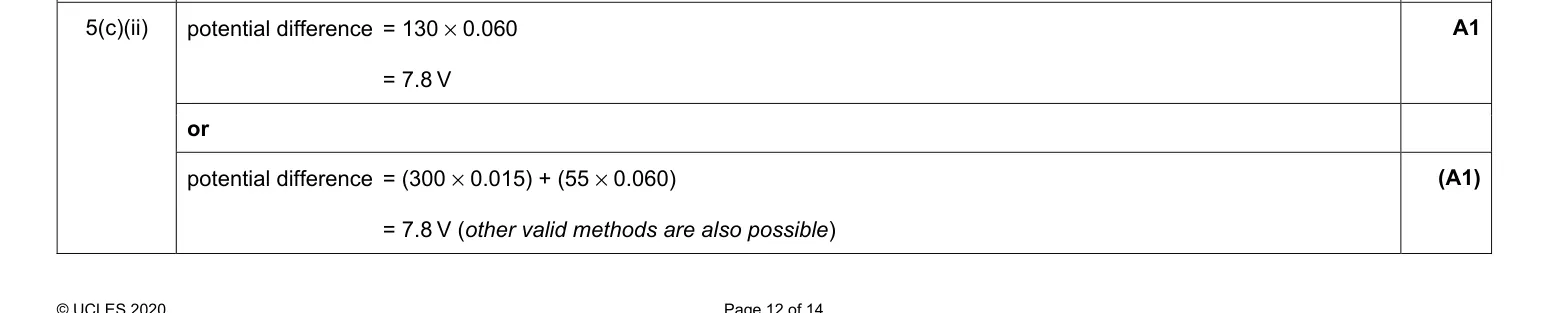 5(c)(ii) potential difference = 130 × 0.060 A1
= 7.8 V
or
potential difference = (300 × 0.015) + (55 × 0.060) (A1)
= 7.8 V (other valid methods are also possible)
© UCLES 2020 Page 12 of 14